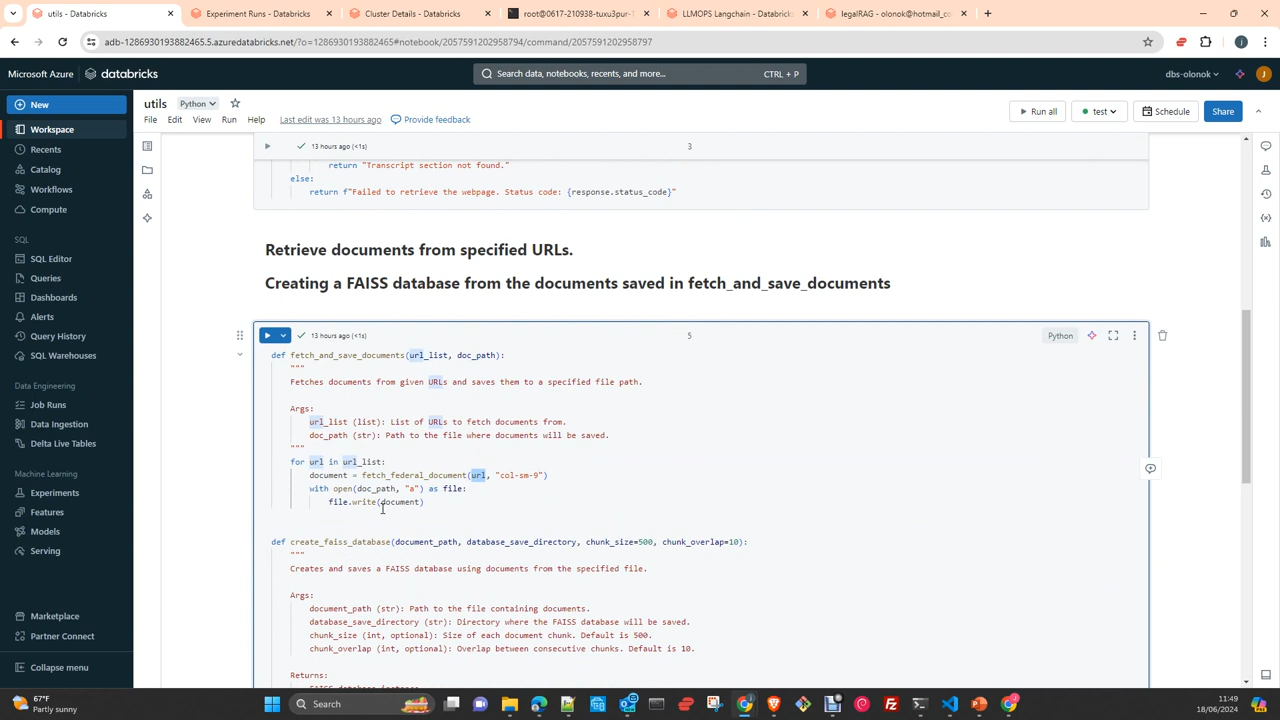 utils - Databricks
Experiment Runs - Databricks
Cluster Details - Databricks
root@0617-210938-tuxu3pur-1
LLMOPS Langchain - Databricks
legalRAG - olonok@hotmail_co
adb-1286930193882465.5.azuredatabricks.net/?o=1286930193882465#notebook/2057591202958794/command/2057591202958797
Microsoft Azure
databricks
Search data, notebooks, recents, and more...
CTRL + P
dbs-olonok
J
New
Workspace
Recents
Catalog
Workflows
Compute
SQL
SQL Editor
Queries
Dashboards
Alerts
Query History
SQL Warehouses
Data Engineering
Job Runs
Data Ingestion
Delta Live Tables
Machine Learning
Experiments
Features
Models
Serving
Marketplace
Partner Connect
Collapse menu
utils
Python
File
Edit
View
Run
Help
Last edit was 13 hours ago
Provide feedback
Run all
test
Schedule
Share
13 hours ago (<1s)
3
return "Transcript section not found."
else:
return f"Failed to retrieve the webpage. Status code: {response.status_code}"
Retrieve documents from specified URLs.
Creating a FAISS database from the documents saved in fetch_and_save_documents
13 hours ago (<1s)
5
Python
def fetch_and_save_documents(url_list, doc_path):
"""
Fetches documents from given URLs and saves them to a specified file path.
Args:
url_list (list): List of URLs to fetch documents from.
doc_path (str): Path to the file where documents will be saved.
"""
for url in url_list:
document = fetch_federal_document(url, "col-sm-9")
with open(doc_path, "a") as file:
file.write(document)
def create_faiss_database(document_path, database_save_directory, chunk_size=500, chunk_overlap=10):
"""
Creates and saves a FAISS database using documents from the specified file.
Args:
document_path (str): Path to the file containing documents.
database_save_directory (str): Directory where the FAISS database will be saved.
chunk_size (int, optional): Size of each document chunk. Default is 500.
chunk_overlap (int, optional): Overlap between consecutive chunks. Default is 10.
Returns:
67°F
Partly sunny
Search
11:49
18/06/2024